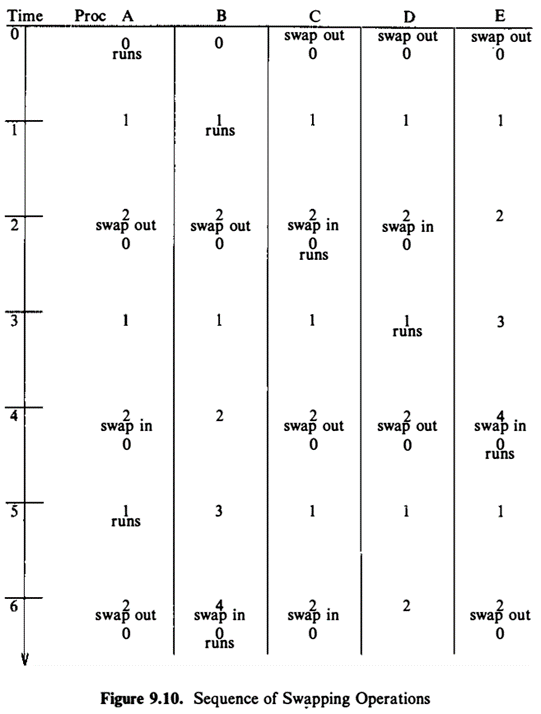 Time Proc A B C D E
0 0 0 swap out swap out swap out
runs 0 0 0
1 1 1 1 1 1
runs
2 2 2 2 2 2
swap out swap out swap in swap in
0 0 0 0
runs
3 1 1 1 1 3
runs
4 2 2 2 2 4
swap in swap out swap out swap in
0 0 0 0
runs
5 1 3 1 1 1
runs
6 2 4 2 2 2
swap out swap in swap in swap out
0 0 0 0
runs
Figure 9.10. Sequence of Swapping Operations